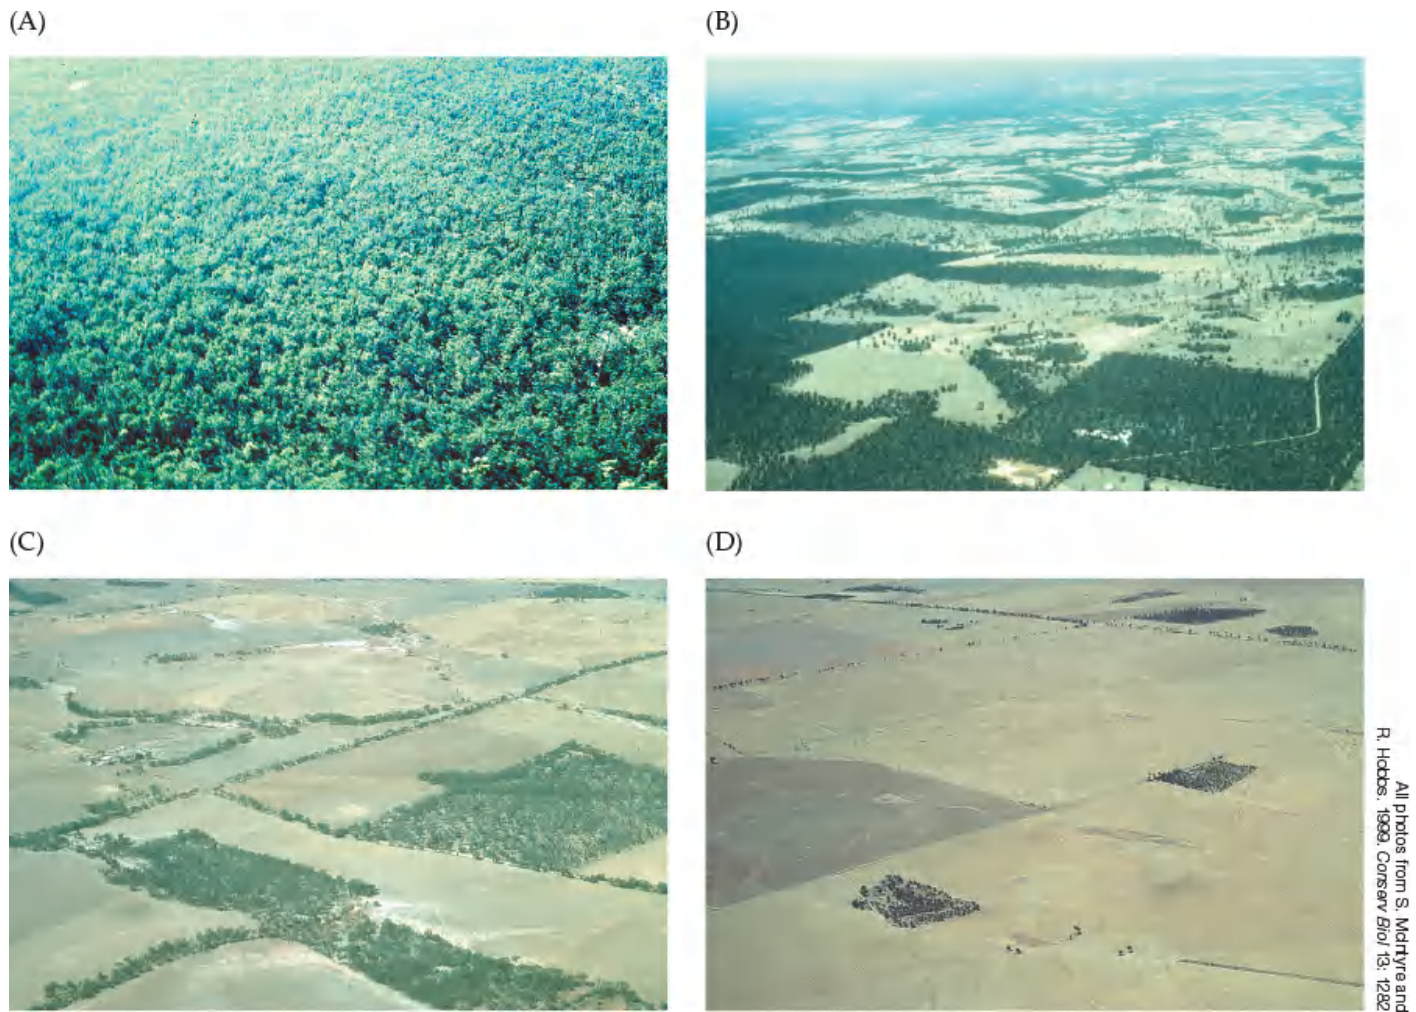 (A)
(B)
(C)
(D)
All photos from S. McIntyre and
R. Hobbs. 1999. Conserv Biol 13: 1282